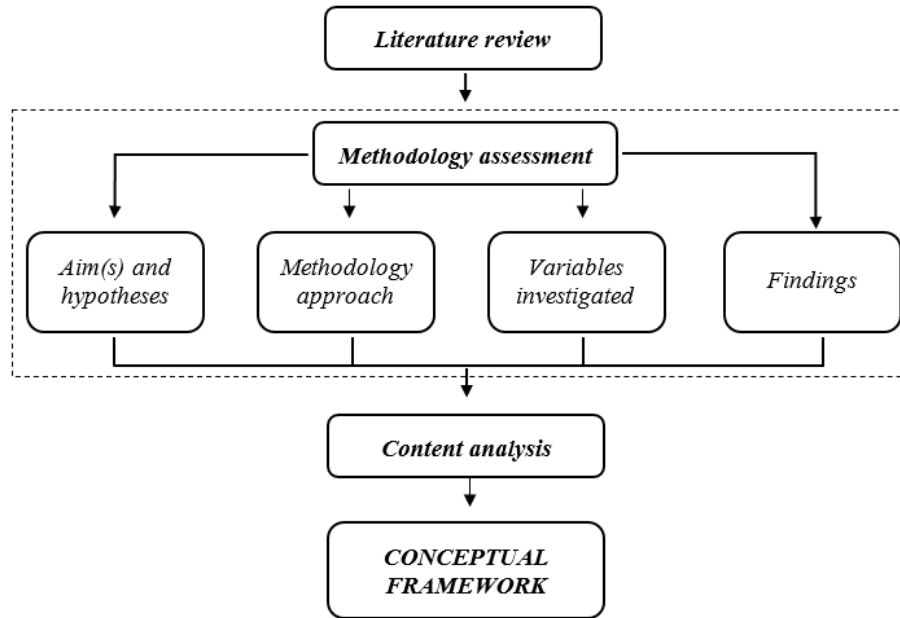 Literature review
Methodology assessment
Aim(s) and
hypotheses
Methodology
approach
Variables
investigated
Findings
Content analysis
CONCEPTUAL
FRAMEWORK